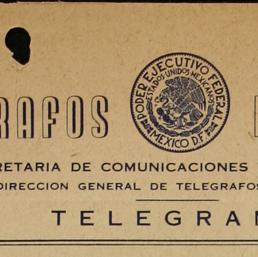 RAFOS
PODER EJECUTIVO FEDERAL
ESTADOS UNIDOS MEXICANOS
MEXICO D.F.
RETARIA DE COMUNICACIONES
DIRECCION GENERAL DE TELEGRAFOS
TELEGRAM